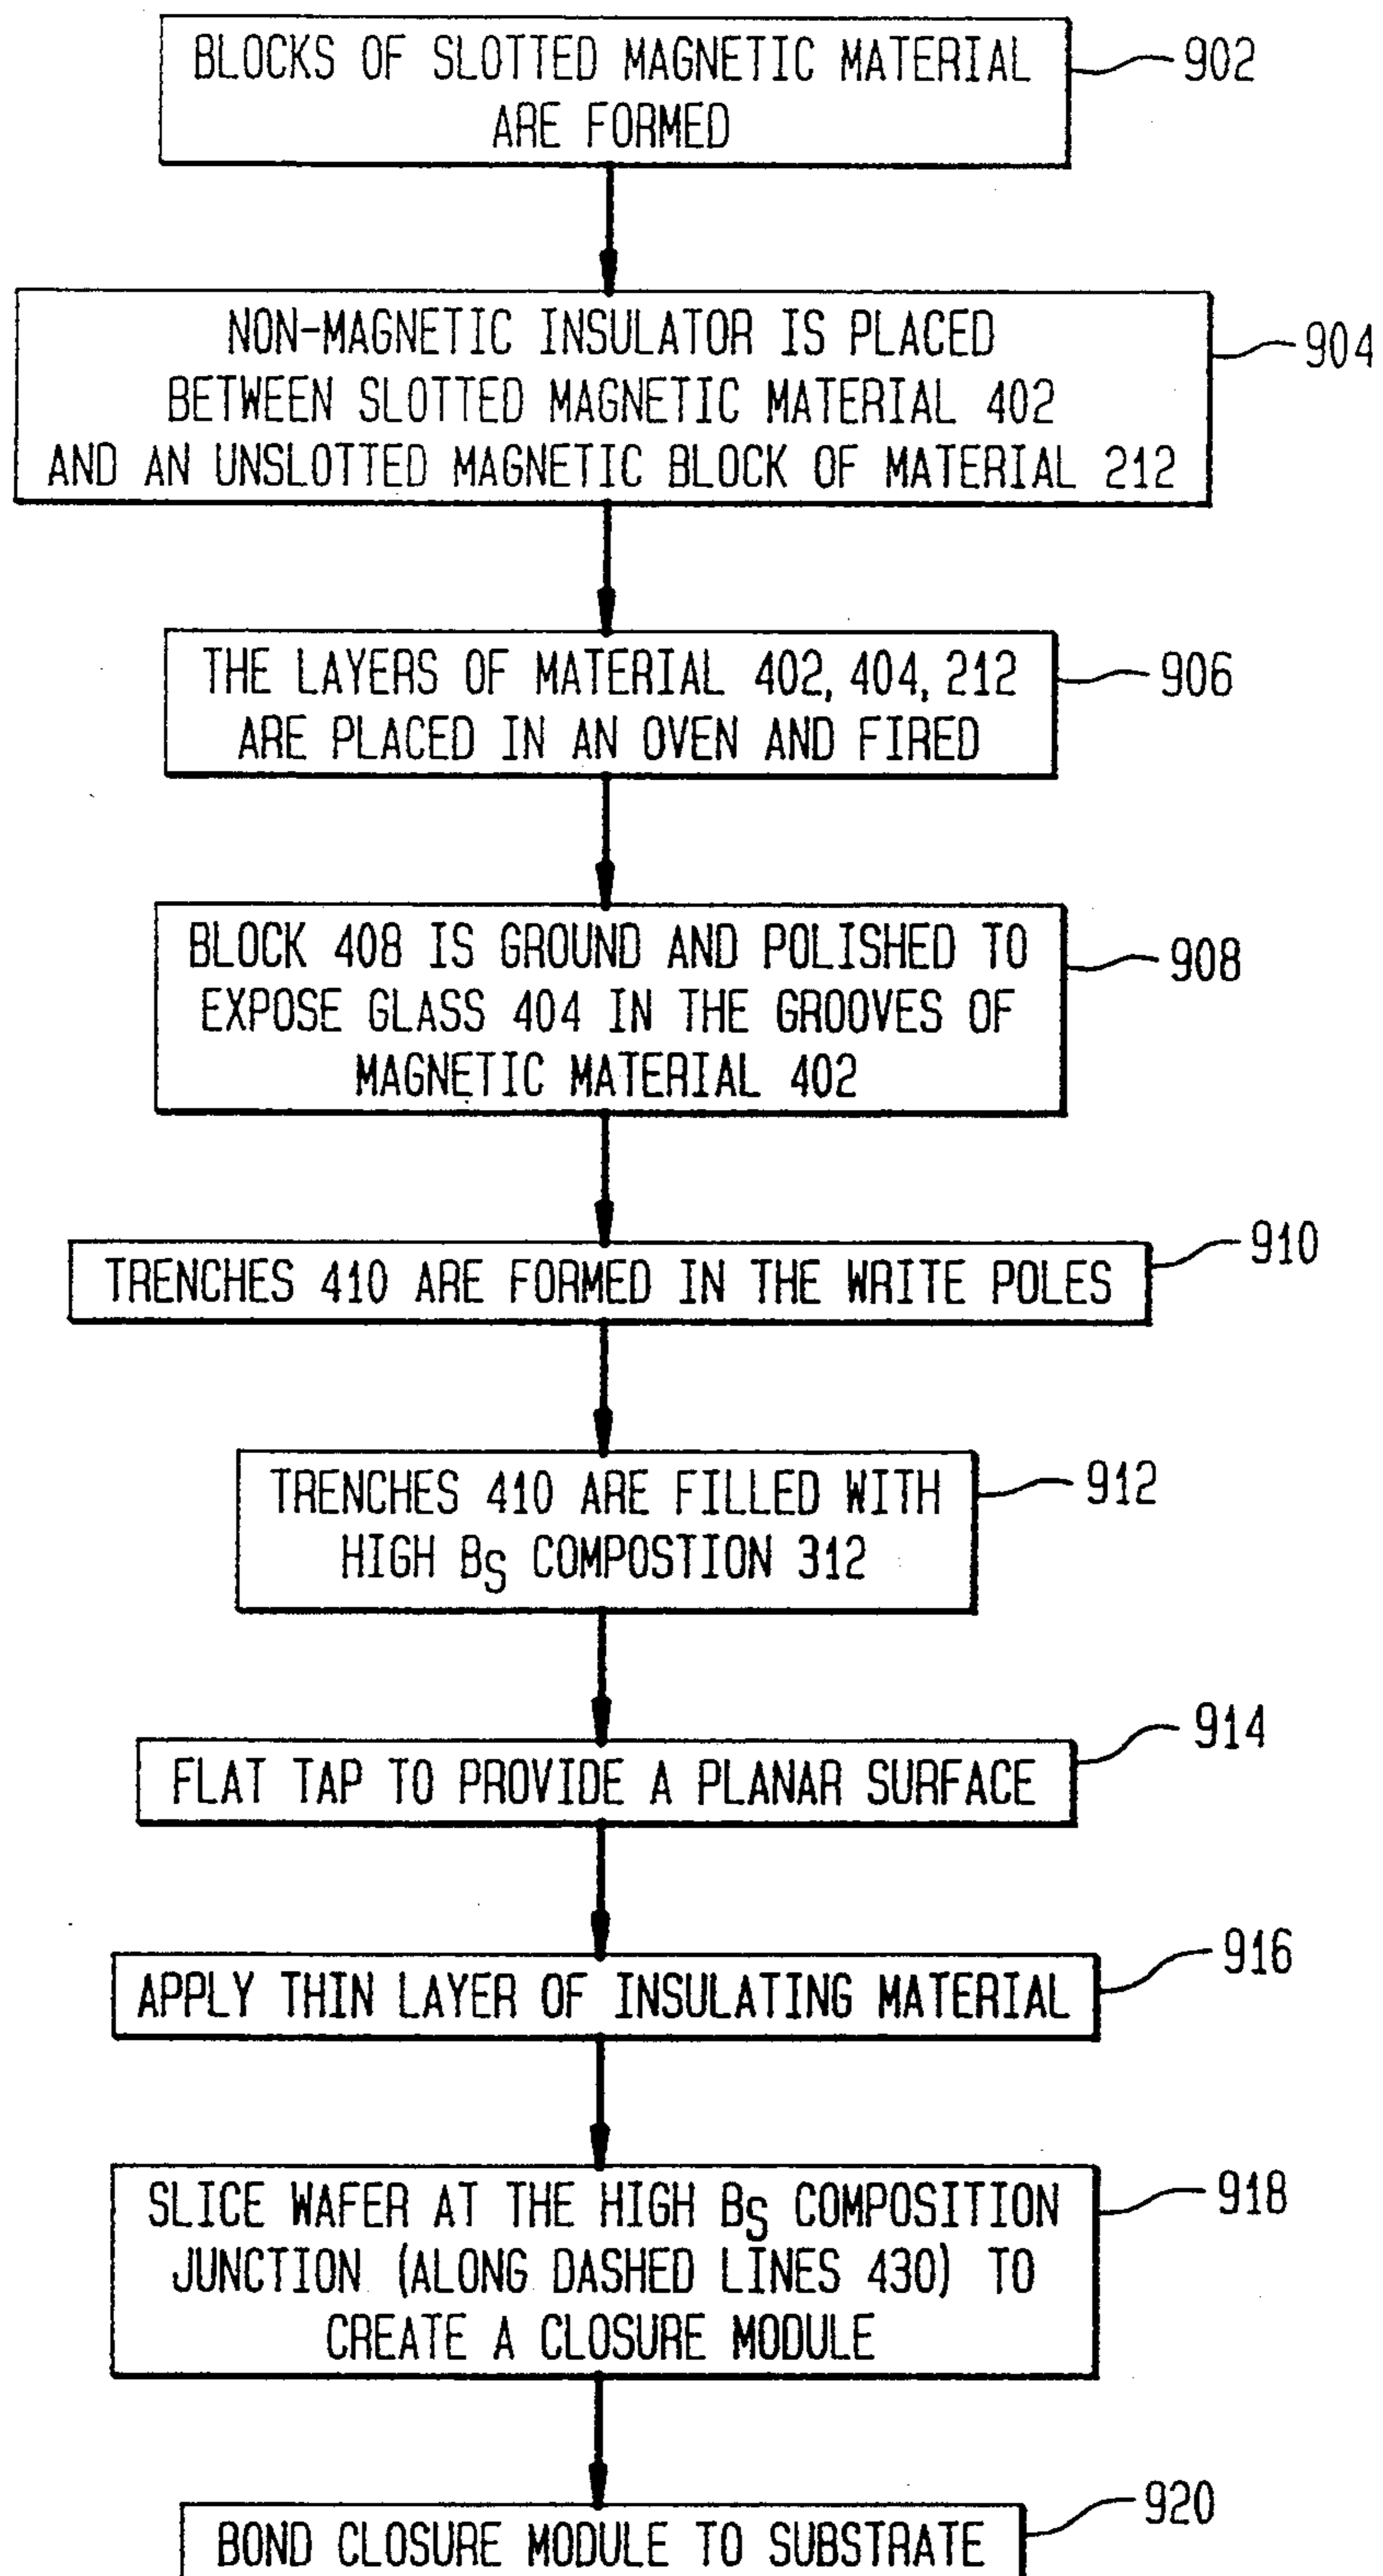 BLOCKS OF SLOTTED MAGNETIC MATERIAL
ARE FORMED
902
NON-MAGNETIC INSULATOR IS PLACED
BETWEEN SLOTTED MAGNETIC MATERIAL 402
AND AN UNSLOTTED MAGNETIC BLOCK OF MATERIAL 212
904
THE LAYERS OF MATERIAL 402, 404, 212
ARE PLACED IN AN OVEN AND FIRED
906
BLOCK 408 IS GROUND AND POLISHED TO
EXPOSE GLASS 404 IN THE GROOVES OF
MAGNETIC MATERIAL 402
908
TRENCHES 410 ARE FORMED IN THE WRITE POLES
910
TRENCHES 410 ARE FILLED WITH
HIGH BS COMPOSTION 312
912
FLAT TAP TO PROVIDE A PLANAR SURFACE
914
APPLY THIN LAYER OF INSULATING MATERIAL
916
SLICE WAFER AT THE HIGH BS COMPOSITION
JUNCTION (ALONG DASHED LINES 430) TO
CREATE A CLOSURE MODULE
918
BOND CLOSURE MODULE TO SUBSTRATE
920